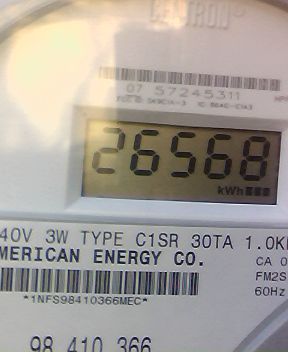 CENTRON
07 57245311
26568
kWh
40V 3W TYPE C1SR 30TA 1.0K
MERICAN ENERGY CO.
CA 0
FM2S
*1NFS98410366MEC*
60Hz
98 410 366